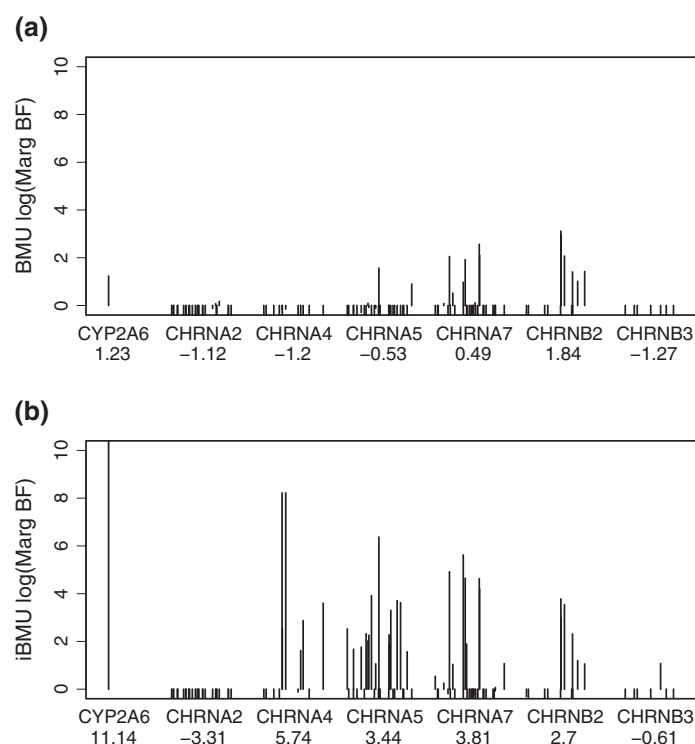 (a)
BMU log(Marg BF)
10
8
6
4
2
0
CYP2A6 CHRNA2 CHRNA4 CHRNA5 CHRNA7 CHRNB2 CHRNB3
1.23 −1.12 −1.2 −0.53 0.49 1.84 −1.27
(b)
iBMU log(Marg BF)
10
8
6
4
2
0
CYP2A6 CHRNA2 CHRNA4 CHRNA5 CHRNA7 CHRNB2 CHRNB3
11.14 −3.31 5.74 3.44 3.81 2.7 −0.61